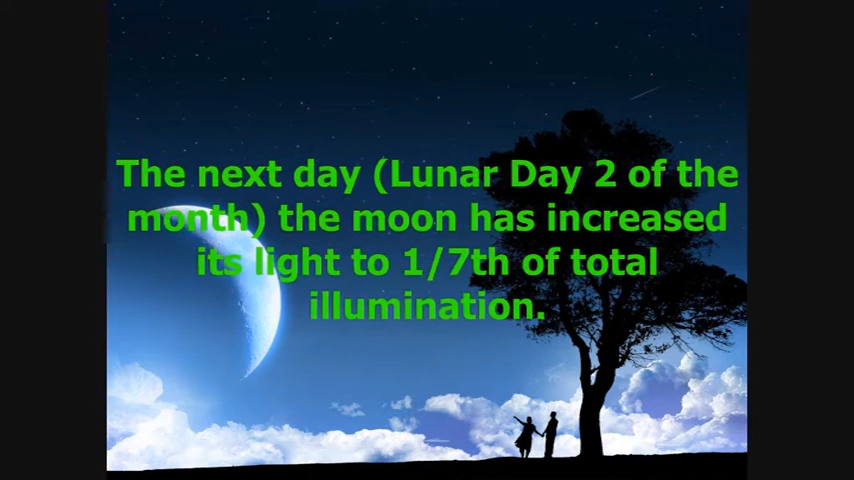 The next day (Lunar Day 2 of the
month) the moon has increased
its light to 1/7th of total
illumination.